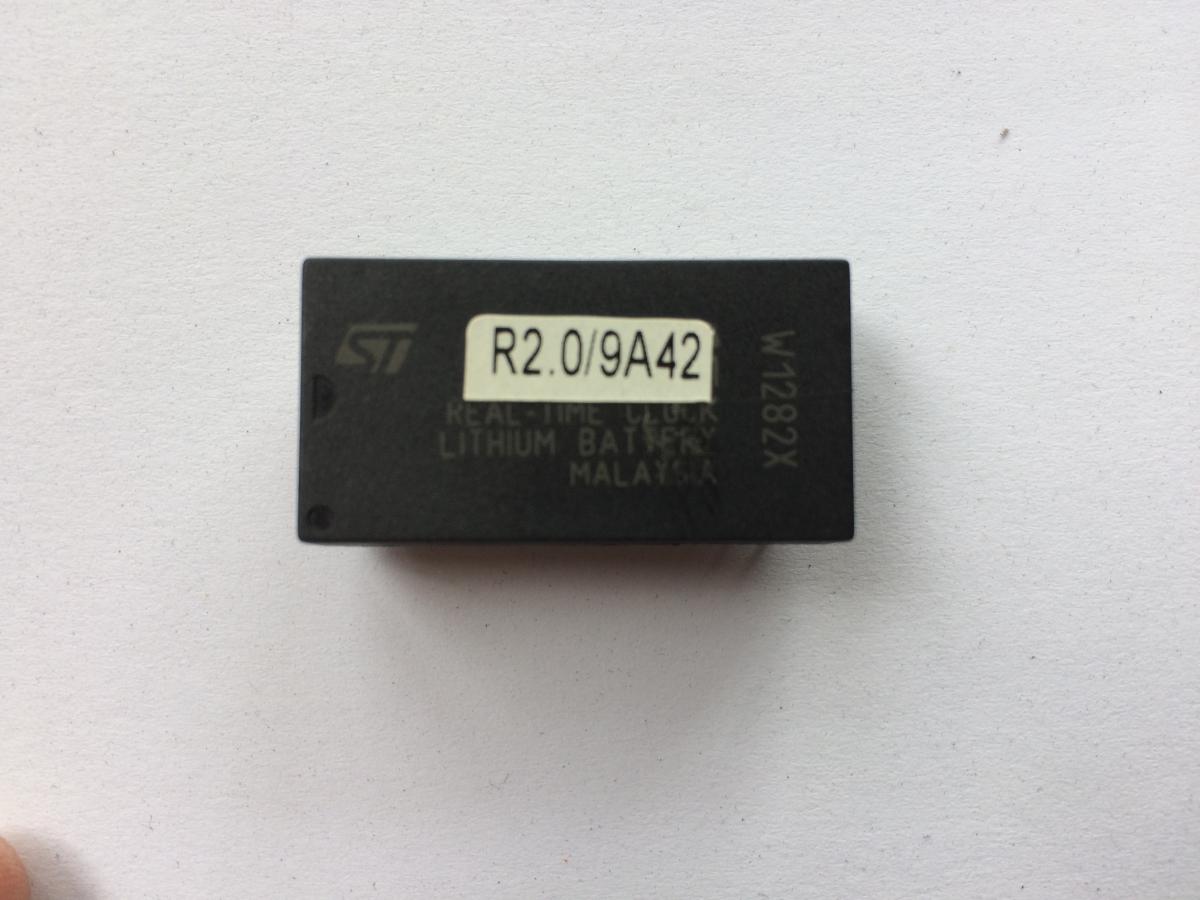 ST
R2.0/9A42
REAL-TIME CLOCK
LITHIUM BATTERY
MALAYSIA
W1282X